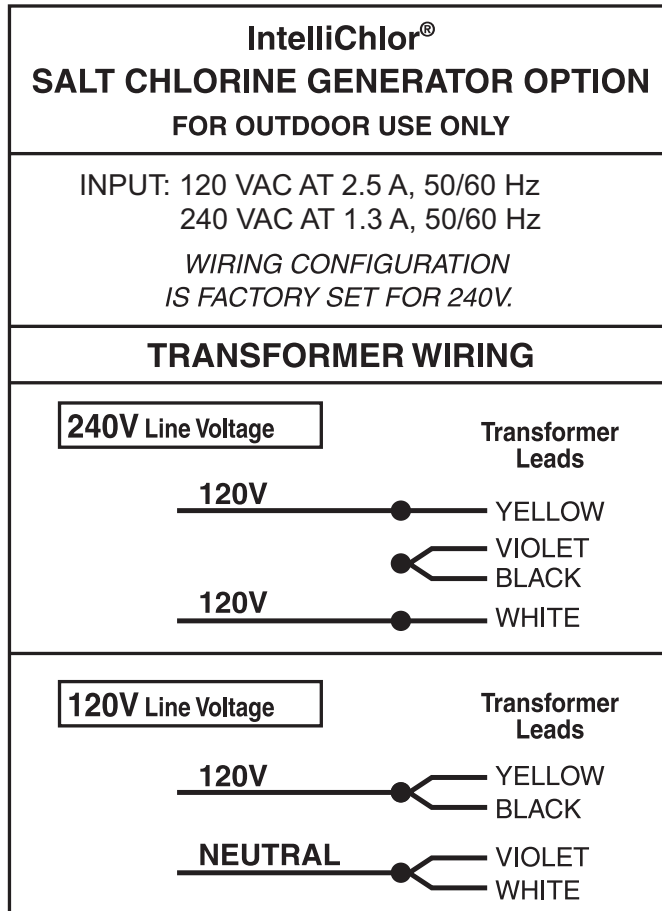 IntelliChlor®
SALT CHLORINE GENERATOR OPTION
FOR OUTDOOR USE ONLY
INPUT: 120 VAC AT 2.5 A, 50/60 Hz
240 VAC AT 1.3 A, 50/60 Hz
WIRING CONFIGURATION
IS FACTORY SET FOR 240V.
TRANSFORMER WIRING
240V Line Voltage
Transformer
Leads
120V
YELLOW
VIOLET
BLACK
120V
WHITE
120V Line Voltage
Transformer
Leads
120V
YELLOW
BLACK
NEUTRAL
VIOLET
WHITE